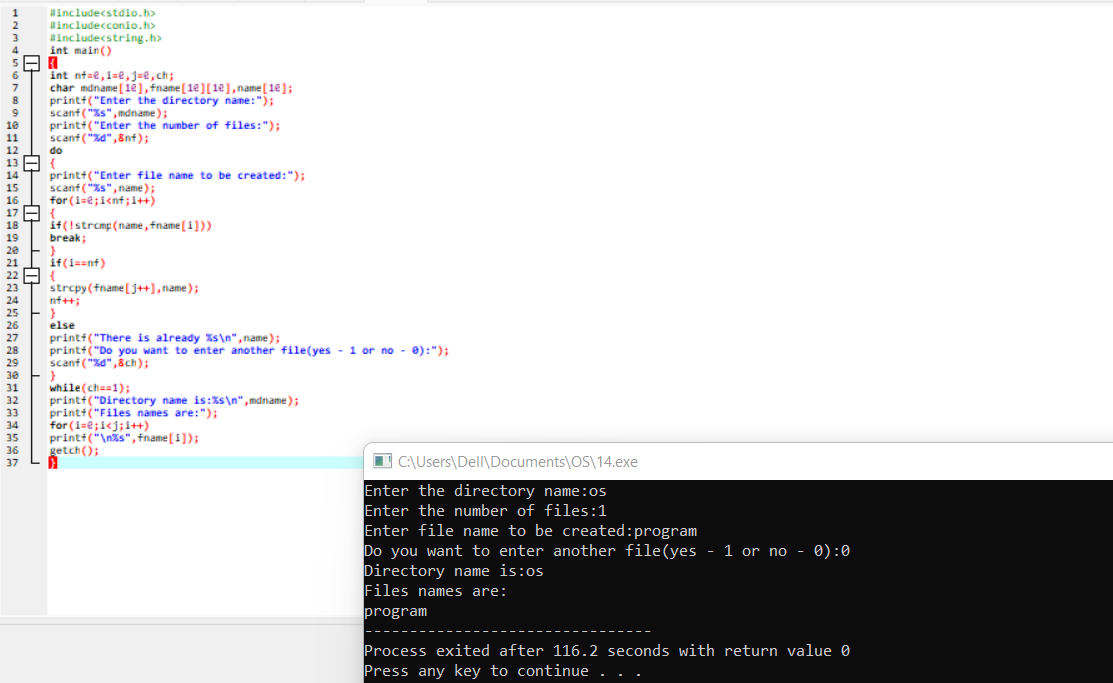 1 #include<stdio.h>
2 #include<conio.h>
3 #include<string.h>
4 int main()
5 {
6 int nf=0,i=0,j=0,ch;
7 char mdname[10],fname[10][10],name[10];
8 printf("Enter the directory name:");
9 scanf("%s",mdname);
10 printf("Enter the number of files:");
11 scanf("%d",&nf);
12 do
13 {
14 printf("Enter file name to be created:");
15 scanf("%s",name);
16 for(i=0;i<nf;i++)
17 {
18 if(!strcmp(name,fname[i]))
19 break;
20 }
21 if(i==nf)
22 {
23 strcpy(fname[j++],name);
24 nf++;
25 }
26 else
27 printf("There is already %s\n",name);
28 printf("Do you want to enter another file(yes - 1 or no - 0):");
29 scanf("%d",&ch);
30 }
31 while(ch==1);
32 printf("Directory name is:%s\n",mdname);
33 printf("Files names are:");
34 for(i=0;i<j;i++)
35 printf("\n%s",fname[i]);
36 getch();
37 }
C:\Users\Dell\Documents\OS\14.exe
Enter the directory name:os
Enter the number of files:1
Enter file name to be created:program
Do you want to enter another file(yes - 1 or no - 0):0
Directory name is:os
Files names are:
program
--------------------------------
Process exited after 116.2 seconds with return value 0
Press any key to continue . . .